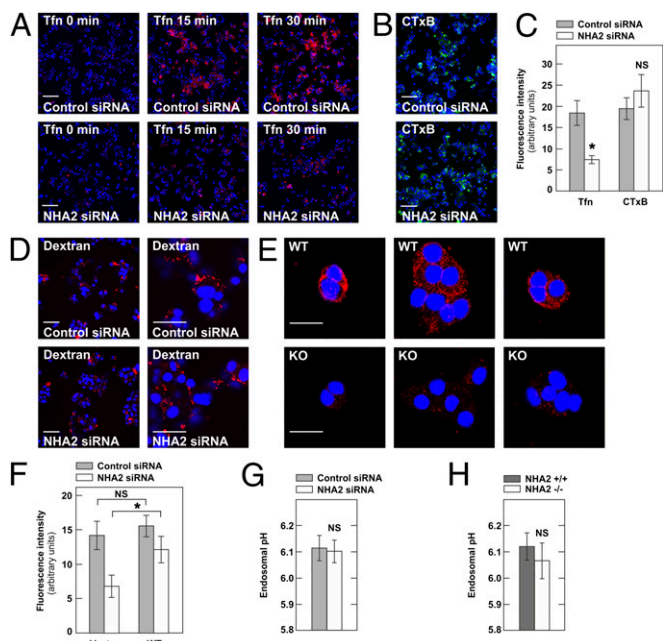 A
Tfn 0 min
Tfn 15 min
Tfn 30 min
Control siRNA
Control siRNA
Control siRNA
Tfn 0 min
Tfn 15 min
Tfn 30 min
NHA2 siRNA
NHA2 siRNA
NHA2 siRNA
B
CTxB
Control siRNA
CTxB
NHA2 siRNA
C
Control siRNA
NHA2 siRNA
Fluorescence intensity
(arbitrary units)
30
25
20
15
10
5
0
*
NS
Tfn
CTxB
D
Dextran
Dextran
Control siRNA
Control siRNA
Dextran
Dextran
NHA2 siRNA
NHA2 siRNA
E
WT
WT
WT
KO
KO
KO
F
Control siRNA
NHA2 siRNA
Fluorescence intensity
(arbitrary units)
20
15
10
5
0
NS
*
G
Control siRNA
NHA2 siRNA
Endosomal pH
6.2
6.1
6.0
5.9
5.8
NS
H
NHA2 +/+
NHA2 -/-
Endosomal pH
6.2
6.1
6.0
5.9
5.8
NS